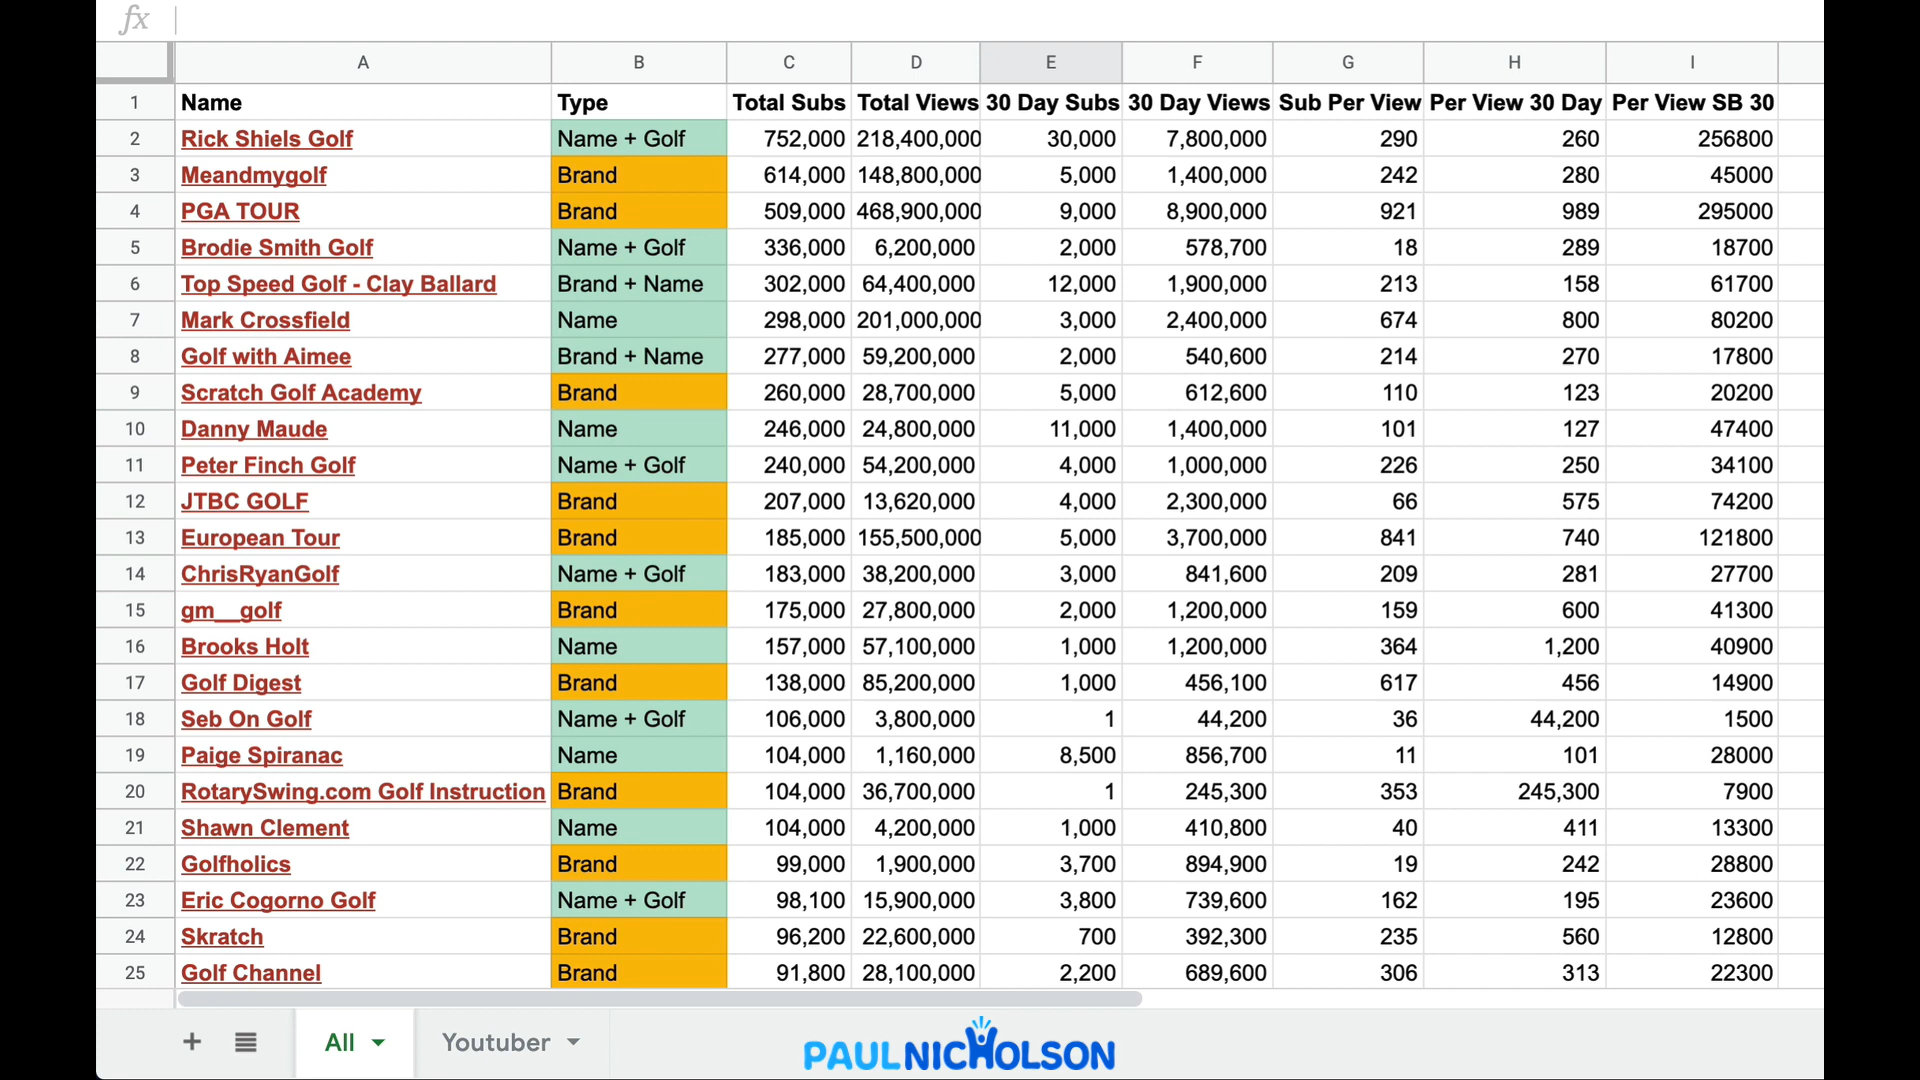 fx
A B C D E F G H I
1 Name Type Total Subs Total Views 30 Day Subs 30 Day Views Sub Per View Per View 30 Day Per View SB 30
2 Rick Shiels Golf Name + Golf 752,000 218,400,000 30,000 7,800,000 290 260 256800
3 Meandmygolf Brand 614,000 148,800,000 5,000 1,400,000 242 280 45000
4 PGA TOUR Brand 509,000 468,900,000 9,000 8,900,000 921 989 295000
5 Brodie Smith Golf Name + Golf 336,000 6,200,000 2,000 578,700 18 289 18700
6 Top Speed Golf - Clay Ballard Brand + Name 302,000 64,400,000 12,000 1,900,000 213 158 61700
7 Mark Crossfield Name 298,000 201,000,000 3,000 2,400,000 674 800 80200
8 Golf with Aimee Brand + Name 277,000 59,200,000 2,000 540,600 214 270 17800
9 Scratch Golf Academy Brand 260,000 28,700,000 5,000 612,600 110 123 20200
10 Danny Maude Name 246,000 24,800,000 11,000 1,400,000 101 127 47400
11 Peter Finch Golf Name + Golf 240,000 54,200,000 4,000 1,000,000 226 250 34100
12 JTBC GOLF Brand 207,000 13,620,000 4,000 2,300,000 66 575 74200
13 European Tour Brand 185,000 155,500,000 5,000 3,700,000 841 740 121800
14 ChrisRyanGolf Name + Golf 183,000 38,200,000 3,000 841,600 209 281 27700
15 gm__golf Brand 175,000 27,800,000 2,000 1,200,000 159 600 41300
16 Brooks Holt Name 157,000 57,100,000 1,000 1,200,000 364 1,200 40900
17 Golf Digest Brand 138,000 85,200,000 1,000 456,100 617 456 14900
18 Seb On Golf Name + Golf 106,000 3,800,000 1 44,200 36 44,200 1500
19 Paige Spiranac Name 104,000 1,160,000 8,500 856,700 11 101 28000
20 RotarySwing.com Golf Instruction Brand 104,000 36,700,000 1 245,300 353 245,300 7900
21 Shawn Clement Name 104,000 4,200,000 1,000 410,800 40 411 13300
22 Golfholics Brand 99,000 1,900,000 3,700 894,900 19 242 28800
23 Eric Cogorno Golf Name + Golf 98,100 15,900,000 3,800 739,600 162 195 23600
24 Skratch Brand 96,200 22,600,000 700 392,300 235 560 12800
25 Golf Channel Brand 91,800 28,100,000 2,200 689,600 306 313 22300
+ All Youtuber PAULNICHOLSON